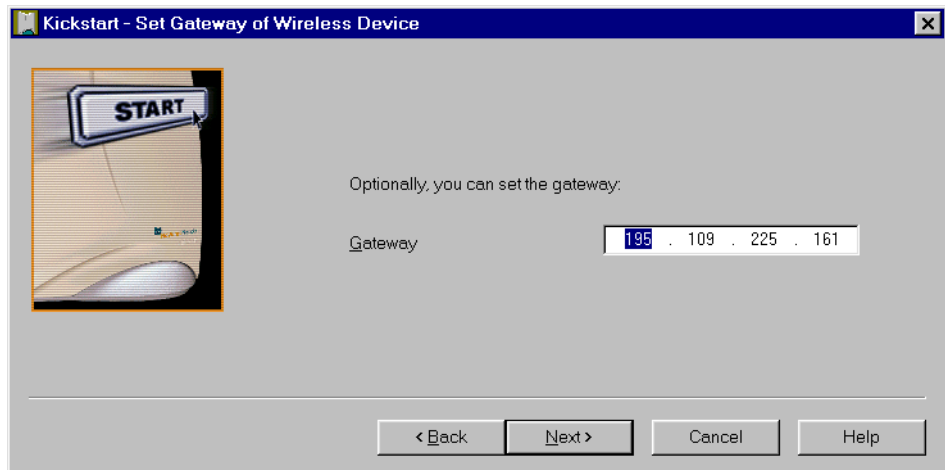 Kickstart - Set Gateway of Wireless Device
START
Optionally, you can set the gateway:
Gateway 195 . 109 . 225 . 161
< Back Next > Cancel Help